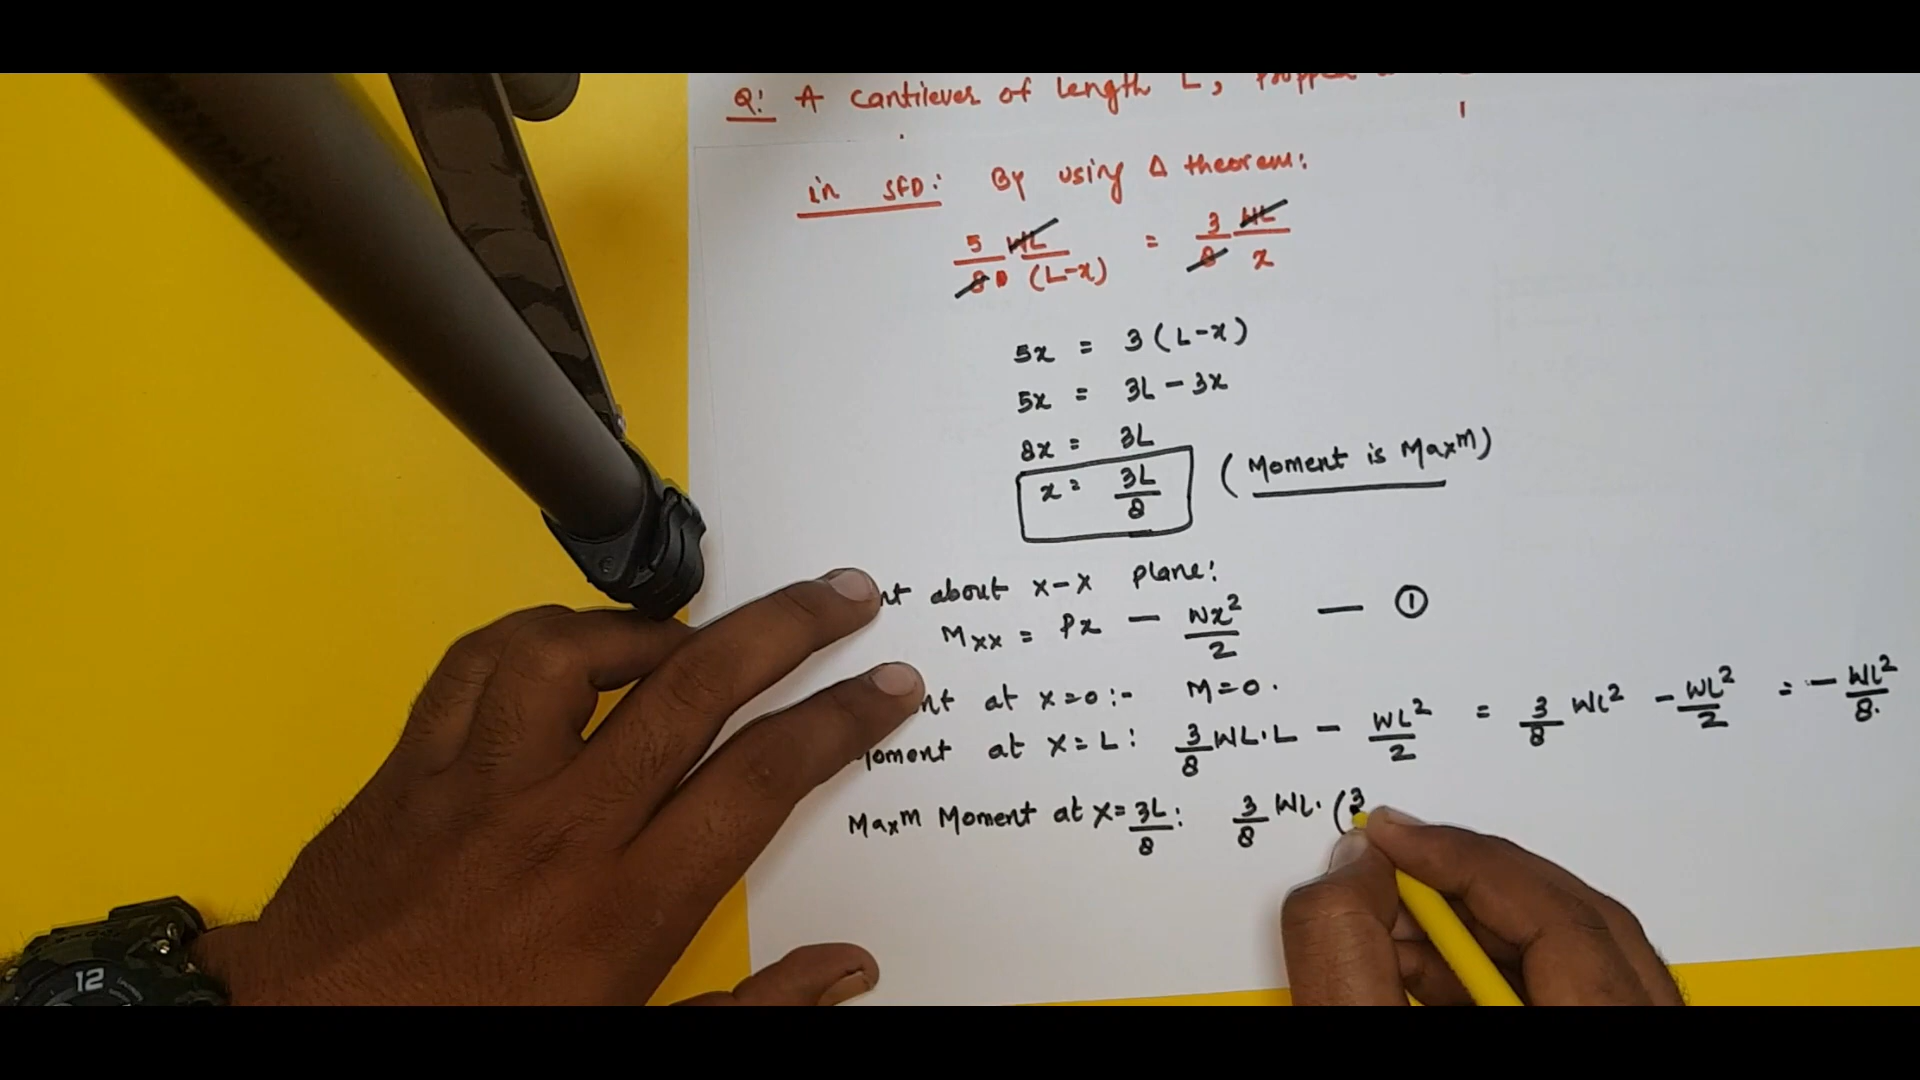 Q: A cantilever of length L,
in SFD: By using Δ theorem:
5/8 WL/(L-x) = 3/8 WL/x
5x = 3(L-x)
5x = 3L - 3x
8x = 3L
x = 3L/8 (Moment is Maxm)
about x-x plane:
Mxx = Px - Wx²/2 — ①
at x=0:- M=0.
Moment at x=L: 3/8 WL.L - WL²/2 = 3/8 WL² - WL²/2 = - WL²/8.
Maxm Moment at x=3L/8: 3/8 WL. (3
12